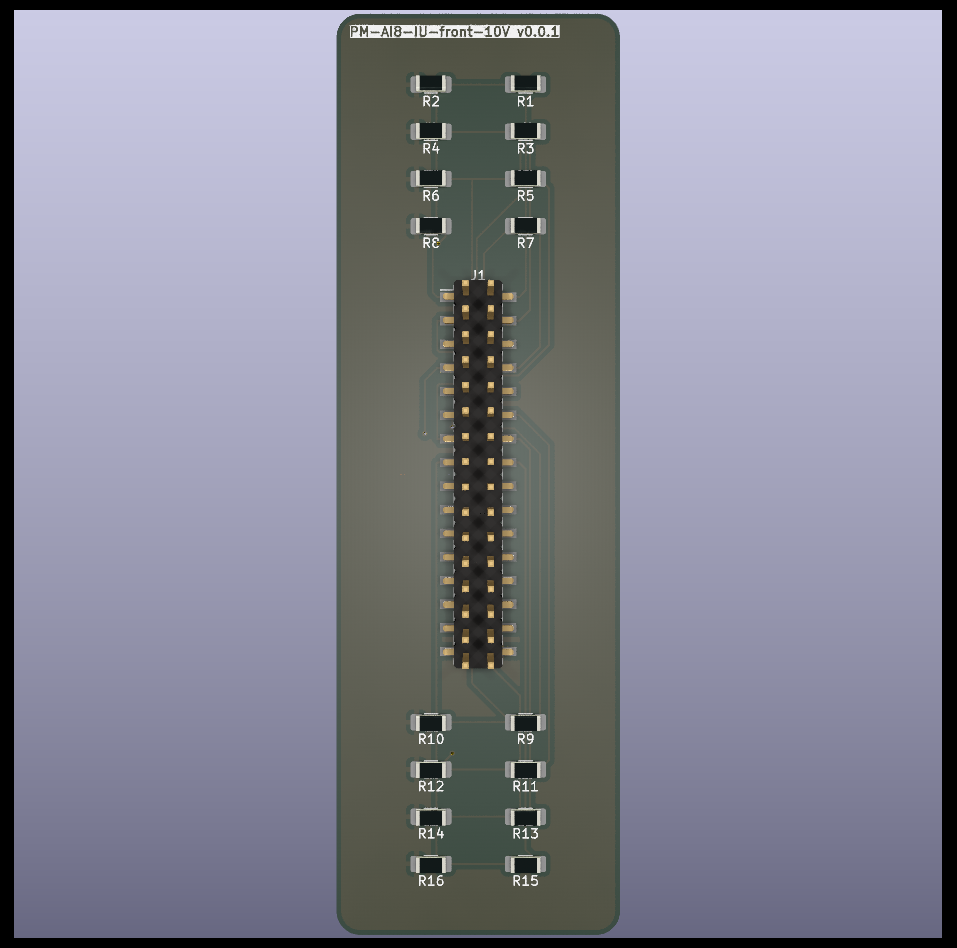 PM-AI8-IU-front-10V v0.0.1
R2 R1
R4 R3
R6 R5
R8 R7
J1
R10 R9
R12 R11
R14 R13
R16 R15